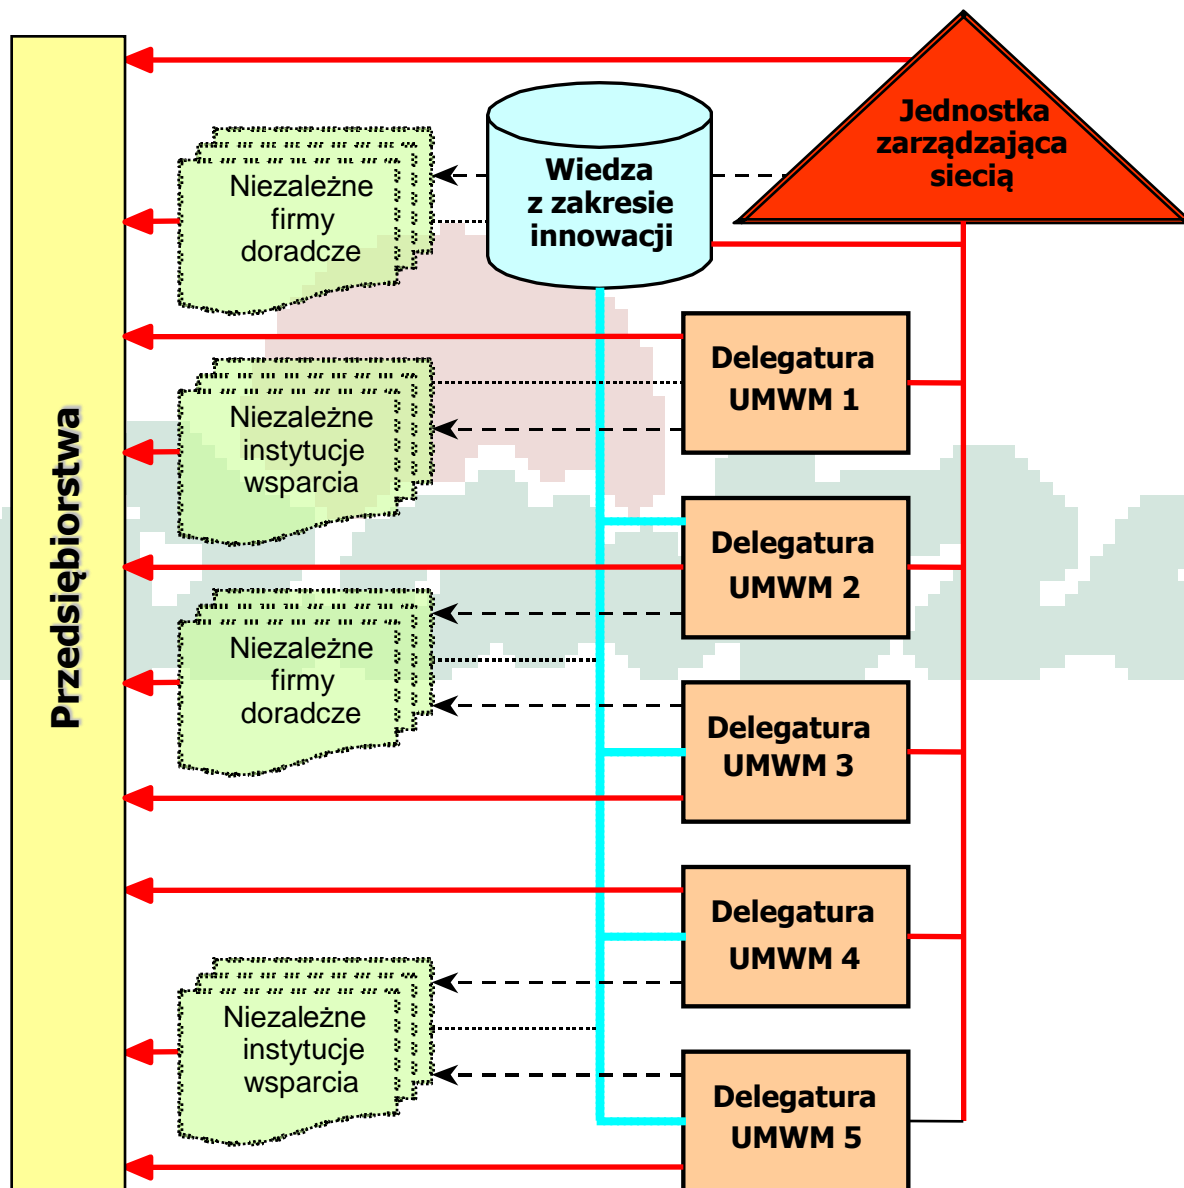 Jednostka
zarządzająca
siecią
Wiedza
z zakresie
innowacji
Niezależne
firmy
doradcze
Delegatura
UMWM 1
Niezależne
instytucje
wsparcia
Przedsiębiorstwa
Delegatura
UMWM 2
Niezależne
firmy
doradcze
Delegatura
UMWM 3
Delegatura
UMWM 4
Niezależne
instytucje
wsparcia
Delegatura
UMWM 5